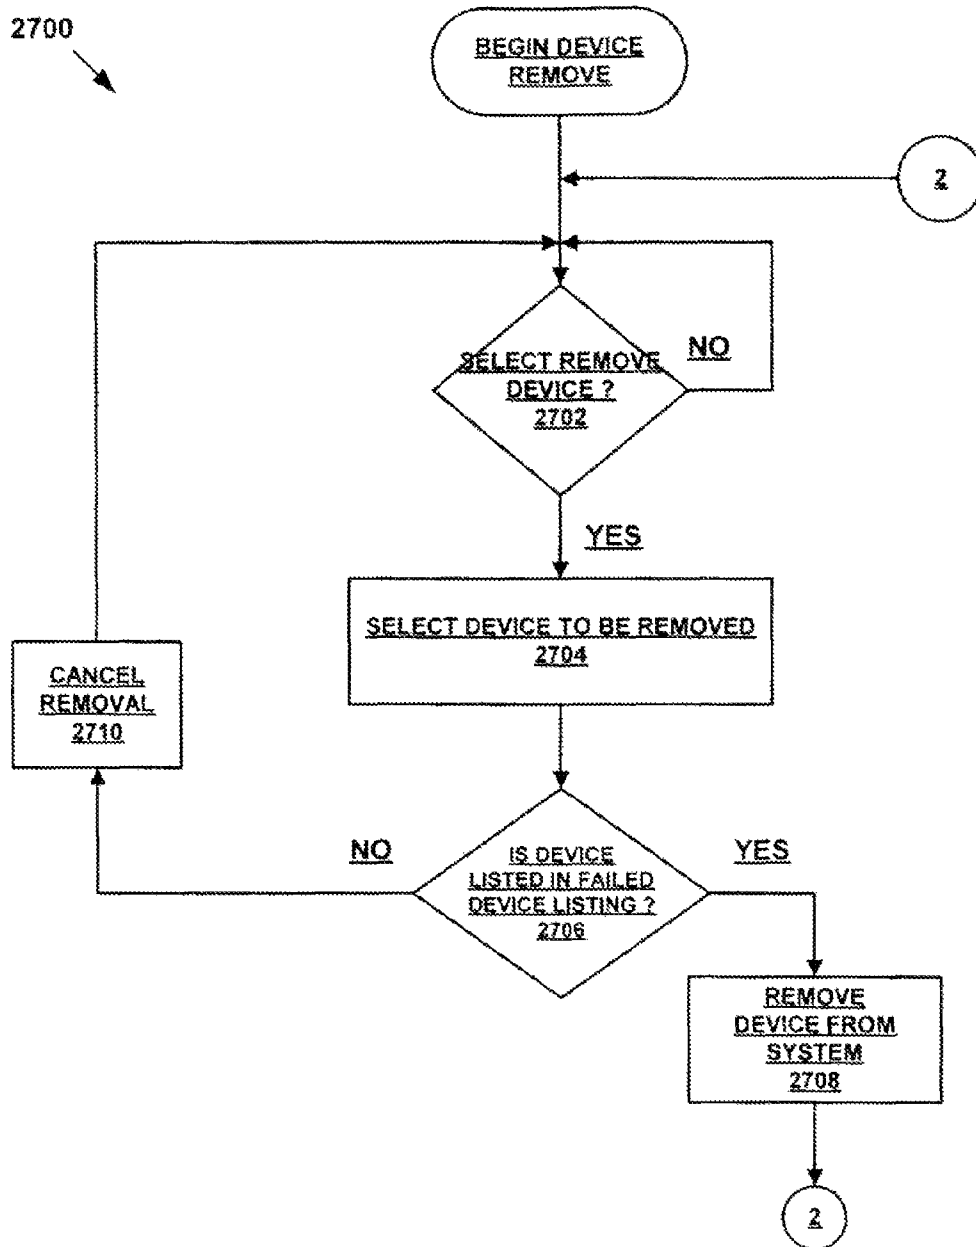 2700
BEGIN DEVICE
REMOVE
2
SELECT REMOVE
DEVICE ?
2702
NO
YES
SELECT DEVICE TO BE REMOVED
2704
CANCEL
REMOVAL
2710
NO
IS DEVICE
LISTED IN FAILED
DEVICE LISTING ?
2706
YES
REMOVE
DEVICE FROM
SYSTEM
2708
2